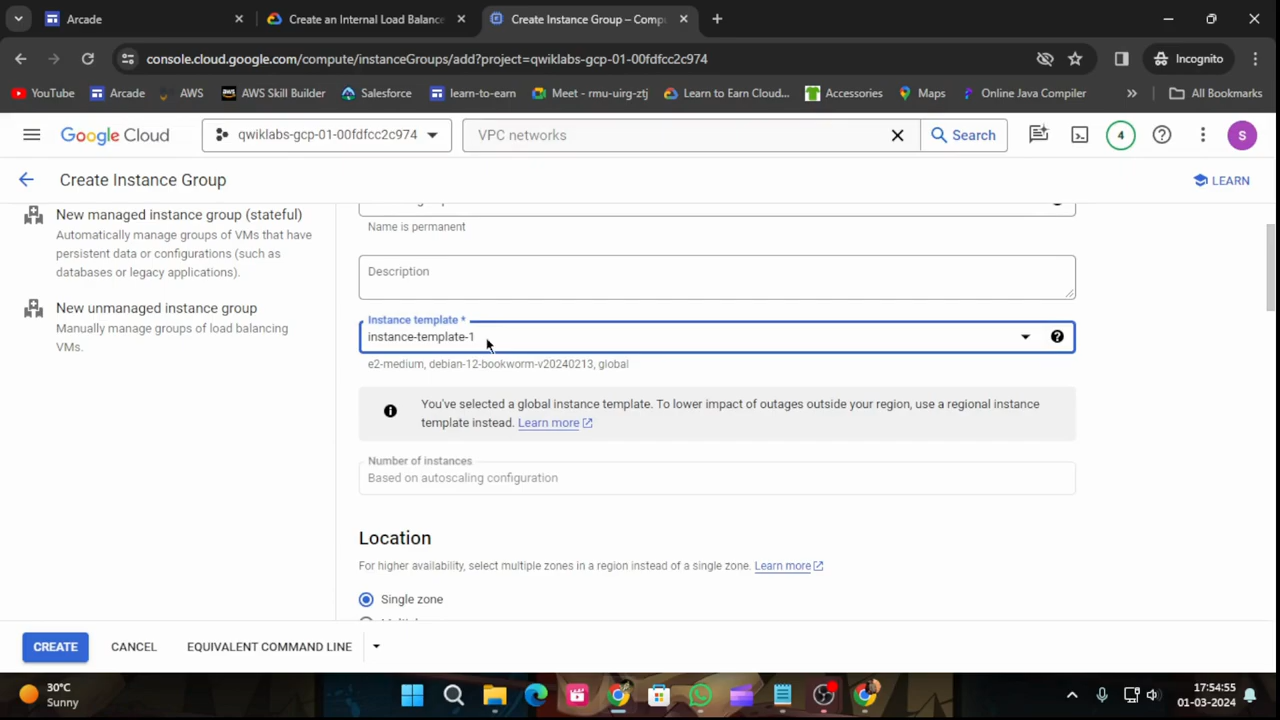 Arcade
Create an Internal Load Balance
Create Instance Group – Compu
console.cloud.google.com/compute/instanceGroups/add?project=qwiklabs-gcp-01-00fdfcc2c974
Incognito
YouTube
Arcade
AWS
AWS Skill Builder
Salesforce
learn-to-earn
Meet - rmu-uirg-ztj
Learn to Earn Cloud...
Accessories
Maps
Online Java Compiler
All Bookmarks
Google Cloud
qwiklabs-gcp-01-00fdfcc2c974
VPC networks
Search
4
S
Create Instance Group
LEARN
New managed instance group (stateful)
Automatically manage groups of VMs that have
persistent data or configurations (such as
databases or legacy applications).
New unmanaged instance group
Manually manage groups of load balancing
VMs.
Name is permanent
Description
Instance template *
instance-template-1
e2-medium, debian-12-bookworm-v20240213, global
You've selected a global instance template. To lower impact of outages outside your region, use a regional instance
template instead. Learn more
Number of instances
Based on autoscaling configuration
Location
For higher availability, select multiple zones in a region instead of a single zone. Learn more
Single zone
CREATE
CANCEL
EQUIVALENT COMMAND LINE
30°C
Sunny
17:54:55
01-03-2024